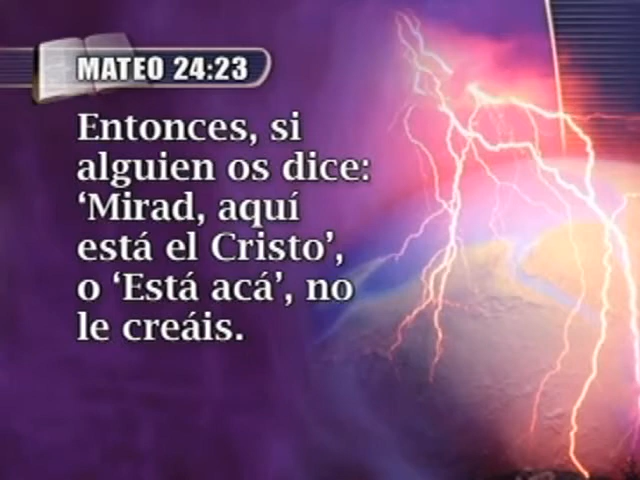 MATEO 24:23
Entonces, si
alguien os dice:
‘Mirad, aquí
está el Cristo’,
o ‘Está acá’, no
le creáis.